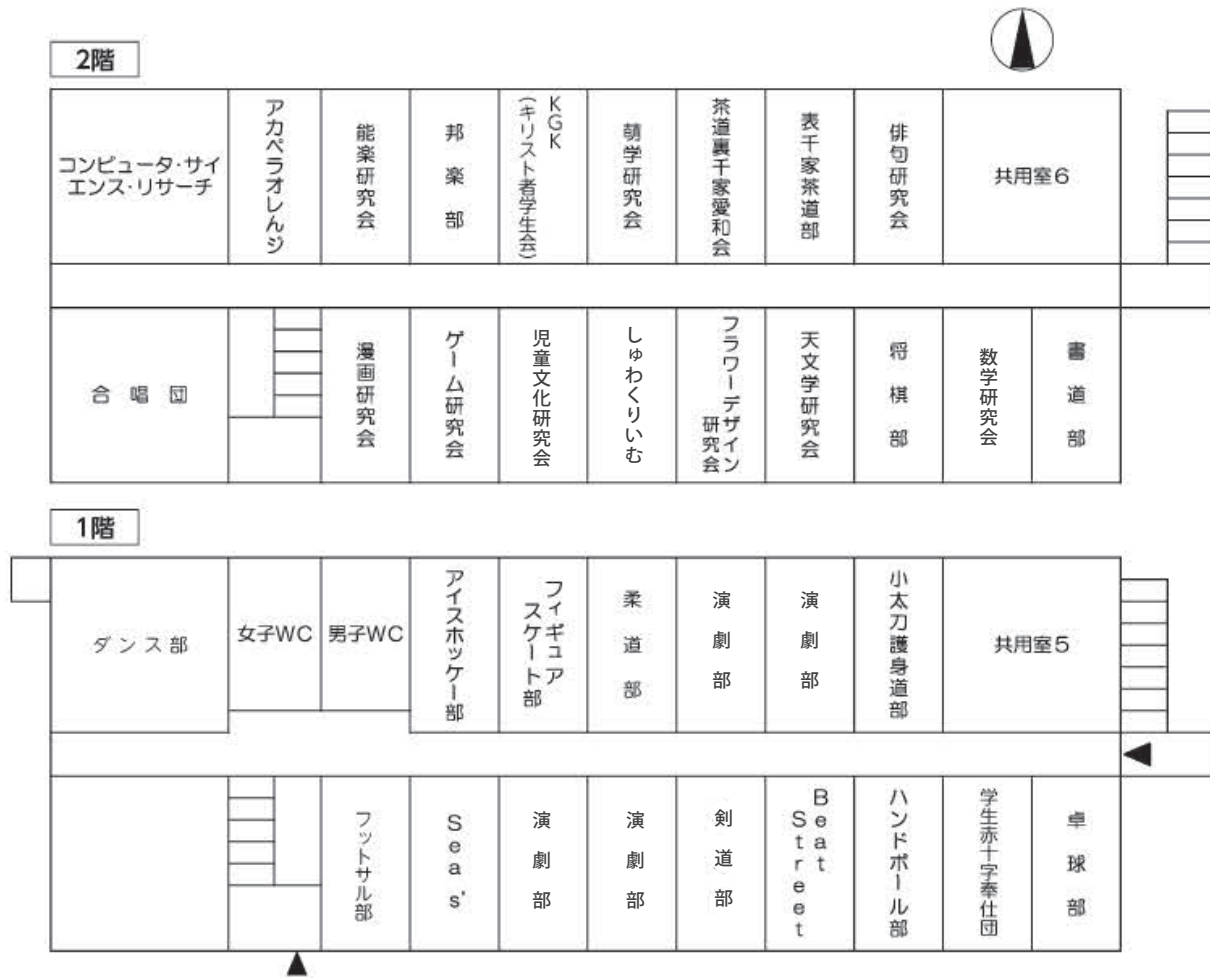 2階
コンピュータ・サイ
エンス・リサーチ
アカペラオレんジ
能楽研究会
邦楽部
KGK
(キリスト者学生会)
萌学研究会
茶道裏千家愛和会
表千家茶道部
俳句研究会
共用室6
合唱団
漫画研究会
ゲーム研究会
児童文化研究会
しゅわくりいむ
フラワーデザイン
研究会
天文学研究会
将棋部
数学研究会
書道部
1階
ダンス部
女子WC
男子WC
アイスホッケー部
フィギュア
スケート部
柔道部
演劇部
演劇部
小太刀護身道部
共用室5
フットサル部
Sea's'
演劇部
演劇部
剣道部
Beat
Street
ハンドボール部
学生赤十字奉仕団
卓球部